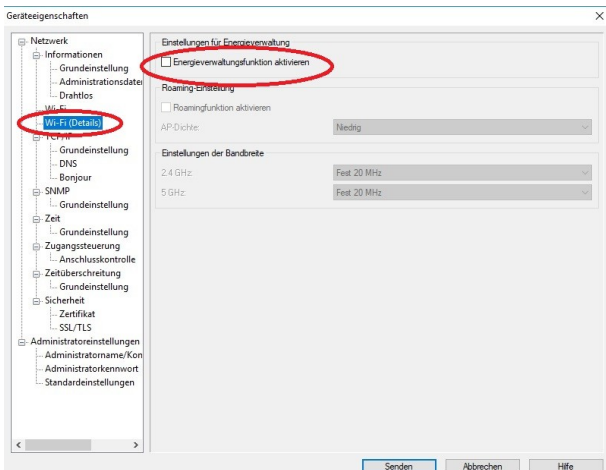 Geräteeigenschaften
Netzwerk
Informationen
Grundeinstellung
Administrationsdate
Drahtlos
Wi-Fi
Wi-Fi (Details)
TCP/IP
Grundeinstellung
DNS
Bonjour
SNMP
Grundeinstellung
Zeit
Grundeinstellung
Zugangssteuerung
Anschlusskontrolle
Zeitüberschreitung
Grundeinstellung
Sicherheit
Zertifikat
SSL/TLS
Administratoreinstellungen
Administratorname/Kon
Administratorkennwort
Standardeinstellungen
Einstellungen für Energieverwaltung
Energieverwaltungsfunktion aktivieren
Roaming-Einstellung
Roamingfunktion aktivieren
AP-Dichte: Niedrig
Einstellungen der Bandbreite
2.4 GHz: Fest 20 MHz
5 GHz: Fest 20 MHz
Senden Abbrechen Hilfe